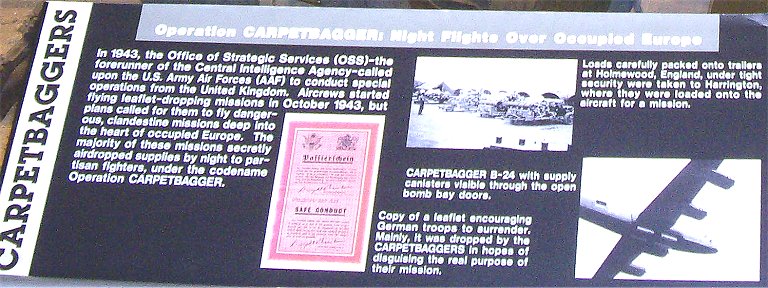 CARPETBAGGERS
Operation CARPETBAGGER: Night Flights Over Occupied Europe
In 1943, the Office of Strategic Services (OSS)-the
forerunner of the Central Intelligence Agency-called
upon the U.S. Army Air Forces (AAF) to conduct special
operations from the United Kingdom. Aircrews started
flying leaflet-dropping missions in October 1943, but
plans called for them to fly danger-
ous, clandestine missions deep into
the heart of occupied Europe. The
majority of these missions secretly
airdropped supplies by night to par-
tisan fighters, under the codename
Operation CARPETBAGGER.
Passierschein
SAFE CONDUCT
Loads carefully packed onto trailers
at Holmewood, England, under tight
security were taken to Harrington,
where they were loaded onto the
aircraft for a mission.
CARPETBAGGER B-24 with supply
canisters visible through the open
bomb bay doors.
Copy of a leaflet encouraging
German troops to surrender.
Mainly, it was dropped by the
CARPETBAGGERS in hopes of
disguising the real purpose of
their mission.